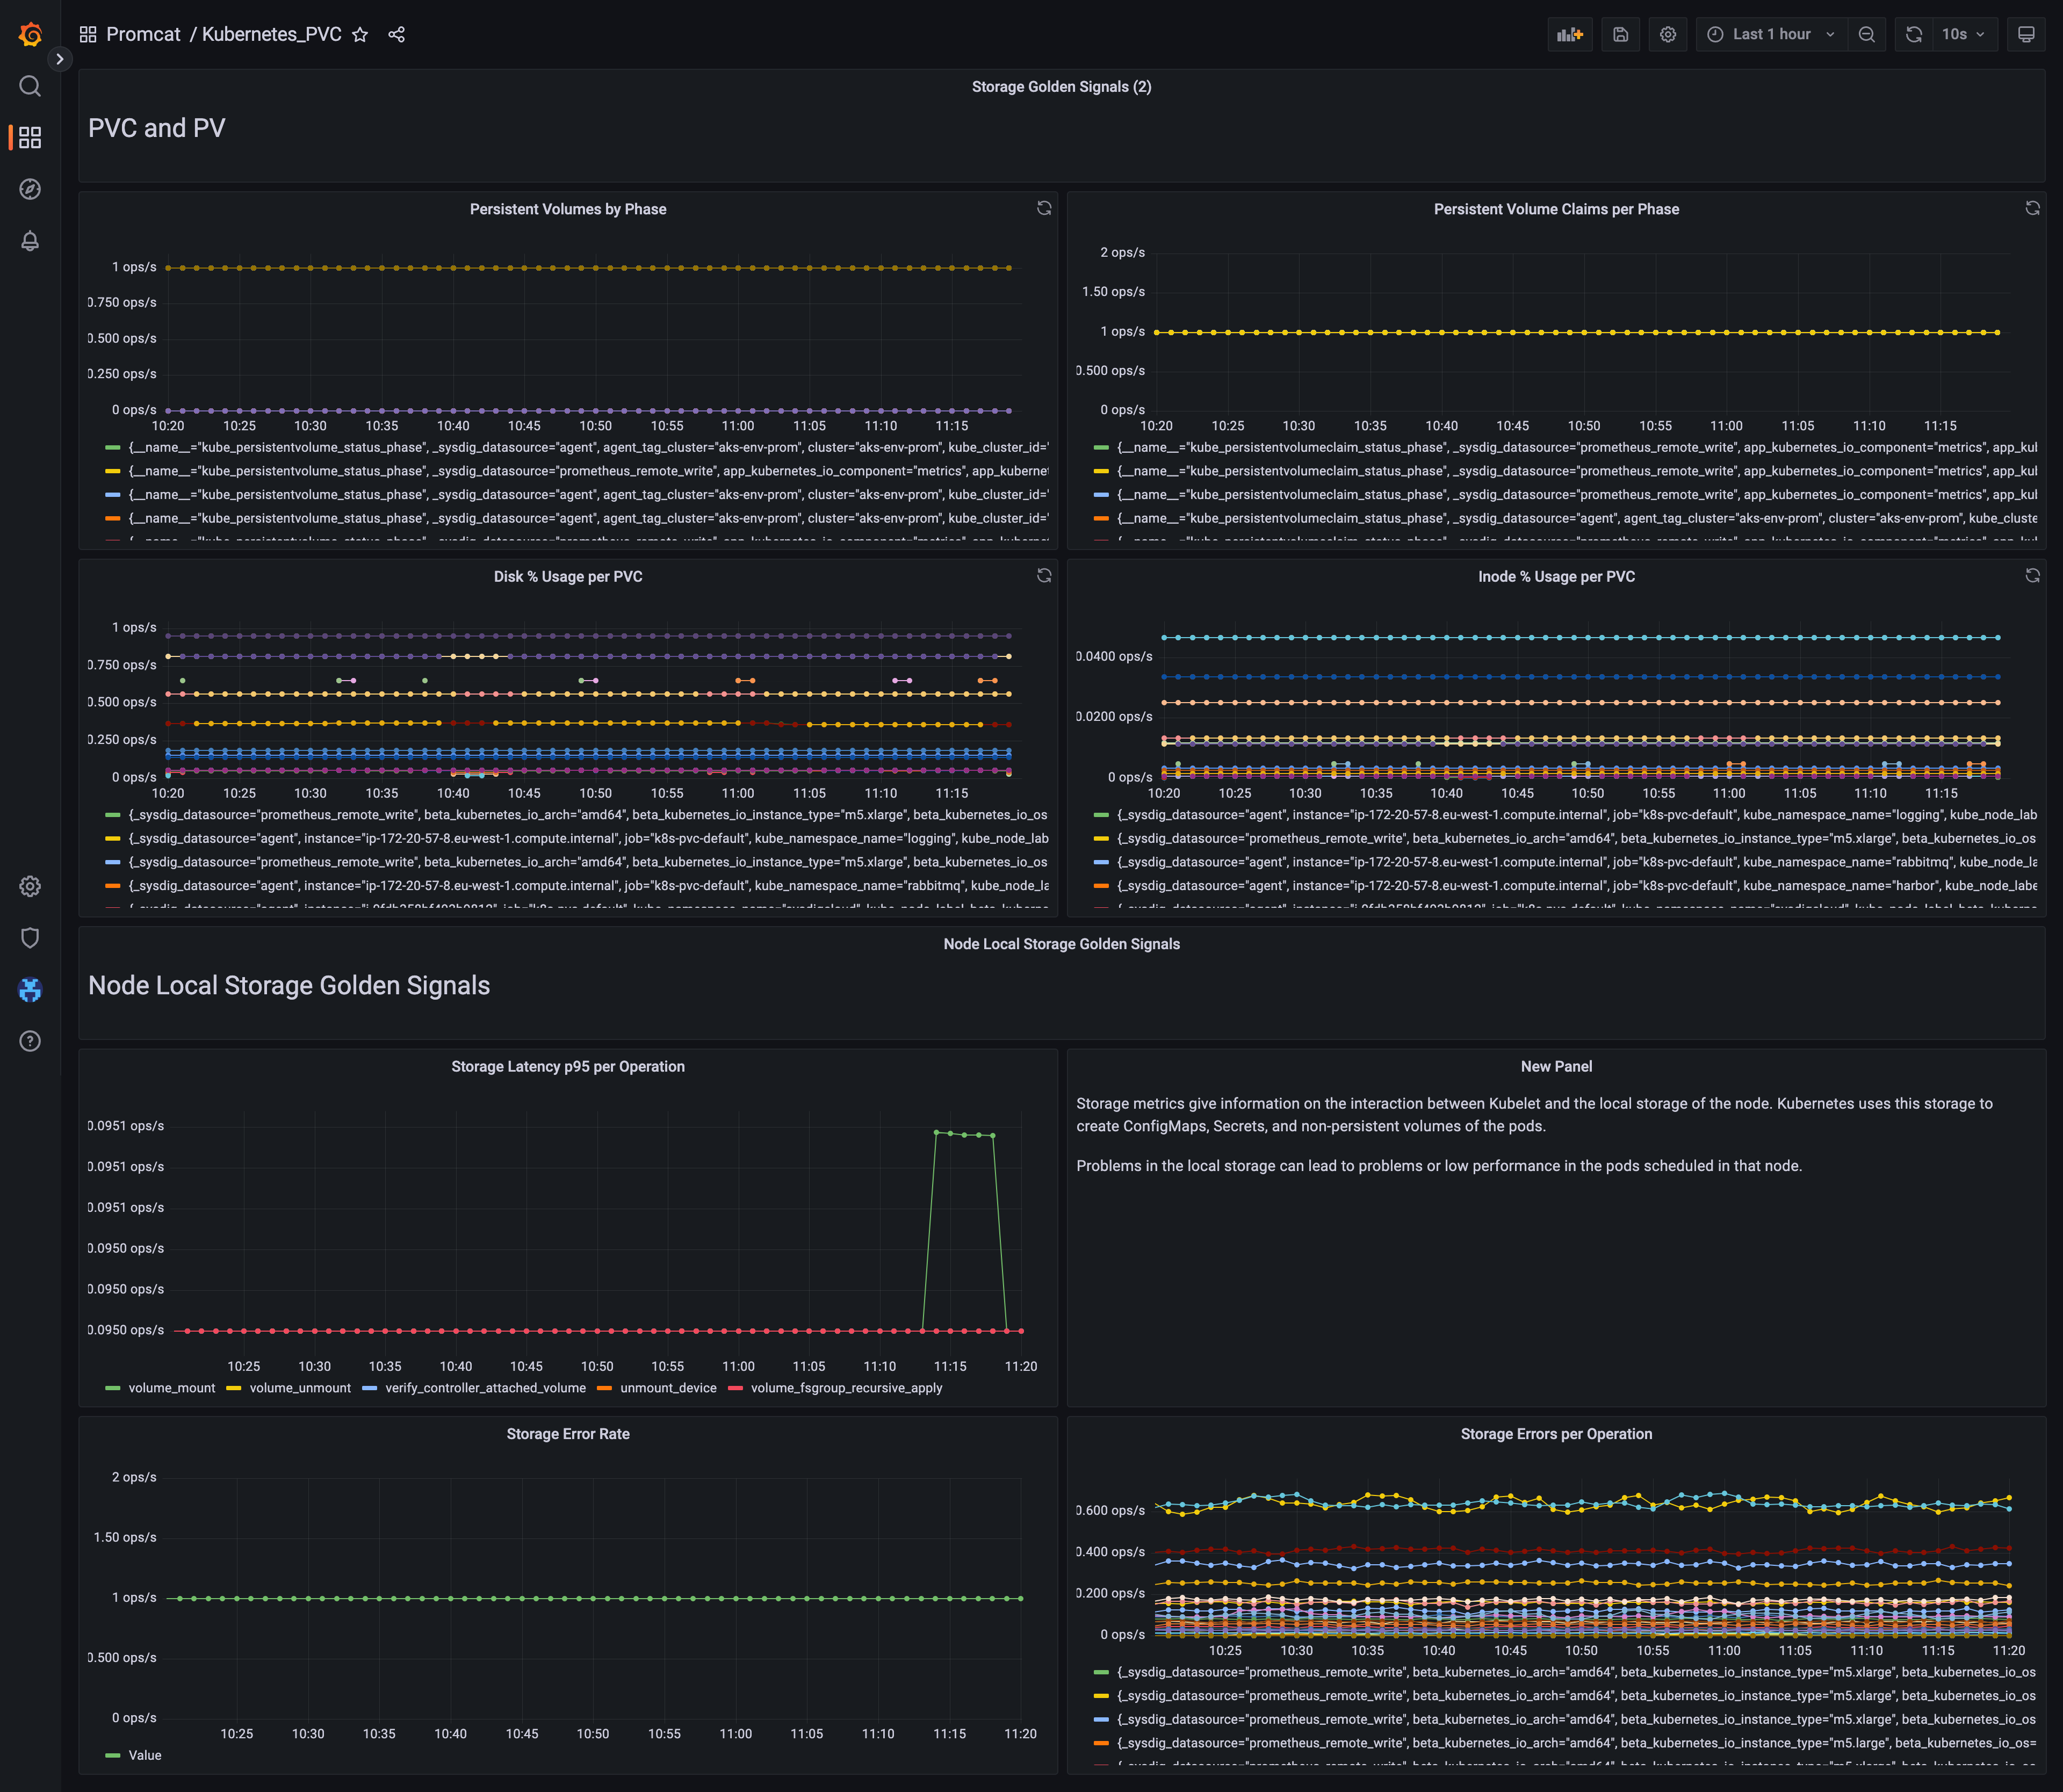 Promcat / Kubernetes_PVC
Last 1 hour
10s
Storage Golden Signals (2)
PVC and PV
Persistent Volumes by Phase
1 ops/s
0.750 ops/s
0.500 ops/s
0.250 ops/s
0 ops/s
10:20 10:25 10:30 10:35 10:40 10:45 10:50 10:55 11:00 11:05 11:10 11:15
{__name__="kube_persistentvolume_status_phase", _sysdig_datasource="agent", agent_tag_cluster="aks-env-prom", cluster="aks-env-prom", kube_cluster_id="
{__name__="kube_persistentvolume_status_phase", _sysdig_datasource="prometheus_remote_write", app_kubernetes_io_component="metrics", app_kubernet
{__name__="kube_persistentvolume_status_phase", _sysdig_datasource="agent", agent_tag_cluster="aks-env-prom", cluster="aks-env-prom", kube_cluster_id="
{__name__="kube_persistentvolume_status_phase", _sysdig_datasource="agent", agent_tag_cluster="aks-env-prom", cluster="aks-env-prom", kube_cluster_id="
{__name__="kube_persistentvolume_status_phase", _sysdig_datasource="prometheus_remote_write", app_kubernetes_io_component="metrics", app_kubernet
Persistent Volume Claims per Phase
2 ops/s
1.50 ops/s
1 ops/s
0.500 ops/s
0 ops/s
10:20 10:25 10:30 10:35 10:40 10:45 10:50 10:55 11:00 11:05 11:10 11:15
{__name__="kube_persistentvolumeclaim_status_phase", _sysdig_datasource="prometheus_remote_write", app_kubernetes_io_component="metrics", app_kul
{__name__="kube_persistentvolumeclaim_status_phase", _sysdig_datasource="prometheus_remote_write", app_kubernetes_io_component="metrics", app_kul
{__name__="kube_persistentvolumeclaim_status_phase", _sysdig_datasource="prometheus_remote_write", app_kubernetes_io_component="metrics", app_kul
{__name__="kube_persistentvolumeclaim_status_phase", _sysdig_datasource="agent", agent_tag_cluster="aks-env-prom", cluster="aks-env-prom", kube_cluste
{__name__="kube_persistentvolumeclaim_status_phase", _sysdig_datasource="prometheus_remote_write", app_kubernetes_io_component="metrics", app_kul
Disk % Usage per PVC
1 ops/s
0.750 ops/s
0.500 ops/s
0.250 ops/s
0 ops/s
10:20 10:25 10:30 10:35 10:40 10:45 10:50 10:55 11:00 11:05 11:10 11:15
{_sysdig_datasource="prometheus_remote_write", beta_kubernetes_io_arch="amd64", beta_kubernetes_io_instance_type="m5.xlarge", beta_kubernetes_io_os
{_sysdig_datasource="agent", instance="ip-172-20-57-8.eu-west-1.compute.internal", job="k8s-pvc-default", kube_namespace_name="logging", kube_node_lab
{_sysdig_datasource="prometheus_remote_write", beta_kubernetes_io_arch="amd64", beta_kubernetes_io_instance_type="m5.xlarge", beta_kubernetes_io_os
{_sysdig_datasource="agent", instance="ip-172-20-57-8.eu-west-1.compute.internal", job="k8s-pvc-default", kube_namespace_name="rabbitmq", kube_node_la
Inode % Usage per PVC
0.0400 ops/s
0.0200 ops/s
0 ops/s
10:20 10:25 10:30 10:35 10:40 10:45 10:50 10:55 11:00 11:05 11:10 11:15
{_sysdig_datasource="agent", instance="ip-172-20-57-8.eu-west-1.compute.internal", job="k8s-pvc-default", kube_namespace_name="logging", kube_node_lab
{_sysdig_datasource="prometheus_remote_write", beta_kubernetes_io_arch="amd64", beta_kubernetes_io_instance_type="m5.xlarge", beta_kubernetes_io_os
{_sysdig_datasource="agent", instance="ip-172-20-57-8.eu-west-1.compute.internal", job="k8s-pvc-default", kube_namespace_name="rabbitmq", kube_node_la
{_sysdig_datasource="agent", instance="ip-172-20-57-8.eu-west-1.compute.internal", job="k8s-pvc-default", kube_namespace_name="harbor", kube_node_labe
Node Local Storage Golden Signals
Node Local Storage Golden Signals
Storage Latency p95 per Operation
0.0951 ops/s
0.0951 ops/s
0.0951 ops/s
0.0950 ops/s
0.0950 ops/s
0.0950 ops/s
10:25 10:30 10:35 10:40 10:45 10:50 10:55 11:00 11:05 11:10 11:15 11:20
volume_mount volume_unmount verify_controller_attached_volume unmount_device volume_fsgroup_recursive_apply
New Panel
Storage metrics give information on the interaction between Kubelet and the local storage of the node. Kubernetes uses this storage to
create ConfigMaps, Secrets, and non-persistent volumes of the pods.
Problems in the local storage can lead to problems or low performance in the pods scheduled in that node.
Storage Error Rate
2 ops/s
1.50 ops/s
1 ops/s
0.500 ops/s
0 ops/s
10:25 10:30 10:35 10:40 10:45 10:50 10:55 11:00 11:05 11:10 11:15 11:20
Value
Storage Errors per Operation
0.600 ops/s
0.400 ops/s
0.200 ops/s
0 ops/s
10:25 10:30 10:35 10:40 10:45 10:50 10:55 11:00 11:05 11:10 11:15 11:20
{_sysdig_datasource="prometheus_remote_write", beta_kubernetes_io_arch="amd64", beta_kubernetes_io_instance_type="m5.xlarge", beta_kubernetes_io_os
{_sysdig_datasource="prometheus_remote_write", beta_kubernetes_io_arch="amd64", beta_kubernetes_io_instance_type="m5.xlarge", beta_kubernetes_io_os
{_sysdig_datasource="prometheus_remote_write", beta_kubernetes_io_arch="amd64", beta_kubernetes_io_instance_type="m5.xlarge", beta_kubernetes_io_os
{_sysdig_datasource="prometheus_remote_write", beta_kubernetes_io_arch="amd64", beta_kubernetes_io_instance_type="m5.large", beta_kubernetes_io_os=